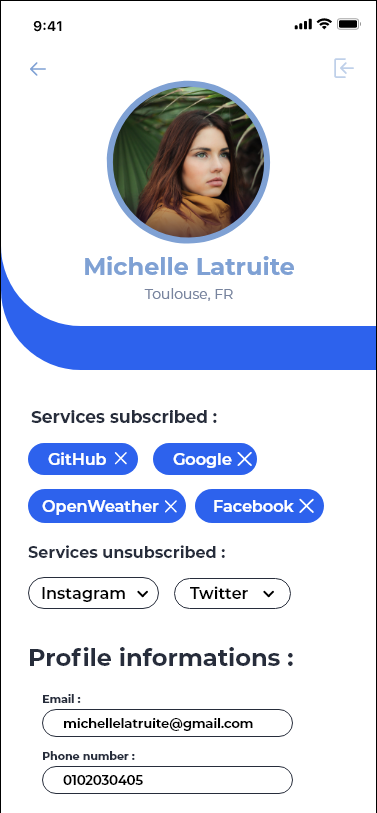 9:41
Michelle Latruite
Toulouse, FR
Services subscribed :
GitHub Google
OpenWeather Facebook
Services unsubscribed :
Instagram Twitter
Profile informations :
Email :
michellelatruite@gmail.com
Phone number :
0102030405